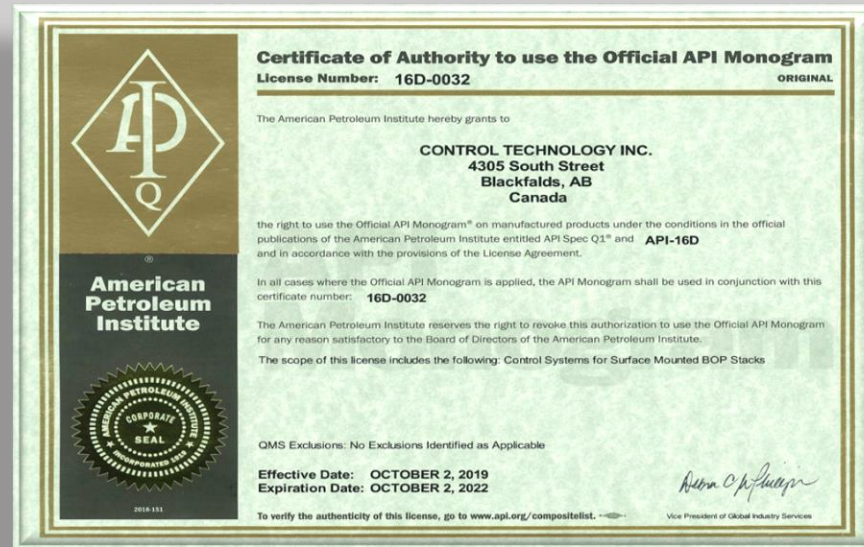 Certificate of Authority to use the Official API Monogram
License Number: 16D-0032
ORIGINAL
The American Petroleum Institute hereby grants to
CONTROL TECHNOLOGY INC.
4305 South Street
Blackfalds, AB
Canada
the right to use the Official API Monogram® on manufactured products under the conditions in the official
publications of the American Petroleum Institute entitled API Spec Q1® and API-16D
and in accordance with the provisions of the License Agreement.
In all cases where the Official API Monogram is applied, the API Monogram shall be used in conjunction with this
certificate number: 16D-0032
The American Petroleum Institute reserves the right to revoke this authorization to use the Official API Monogram
for any reason satisfactory to the Board of Directors of the American Petroleum Institute.
The scope of this license includes the following: Control Systems for Surface Mounted BOP Stacks
QMS Exclusions: No Exclusions Identified as Applicable
Effective Date: OCTOBER 2, 2019
Expiration Date: OCTOBER 2, 2022
To verify the authenticity of this license, go to www.api.org/compositelist.
Vice President of Global Industry Services
API
Q
®
American
Petroleum
Institute
AMERICAN PETROLEUM INSTITUTE
CORPORATE
SEAL
INCORPORATED 1919
2018-151